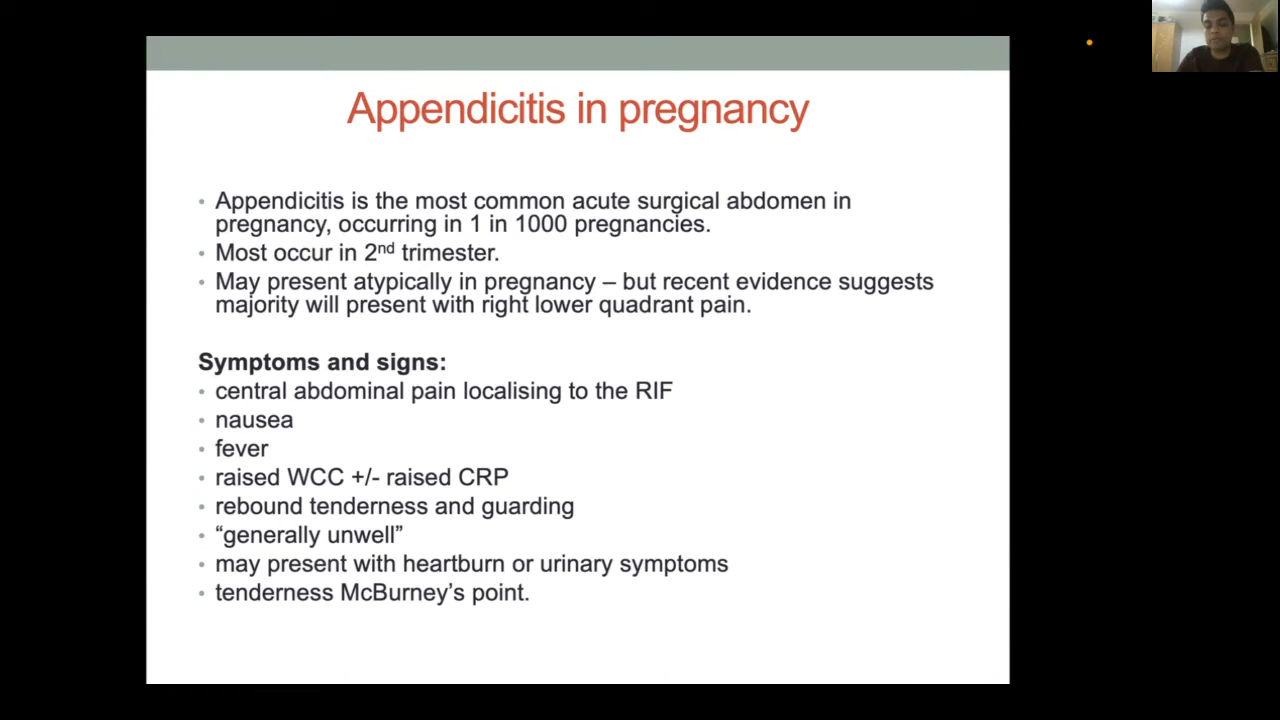 Appendicitis in pregnancy
• Appendicitis is the most common acute surgical abdomen in
pregnancy, occurring in 1 in 1000 pregnancies.
• Most occur in 2nd trimester.
• May present atypically in pregnancy – but recent evidence suggests
majority will present with right lower quadrant pain.
Symptoms and signs:
• central abdominal pain localising to the RIF
• nausea
• fever
• raised WCC +/- raised CRP
• rebound tenderness and guarding
• “generally unwell”
• may present with heartburn or urinary symptoms
• tenderness McBurney’s point.